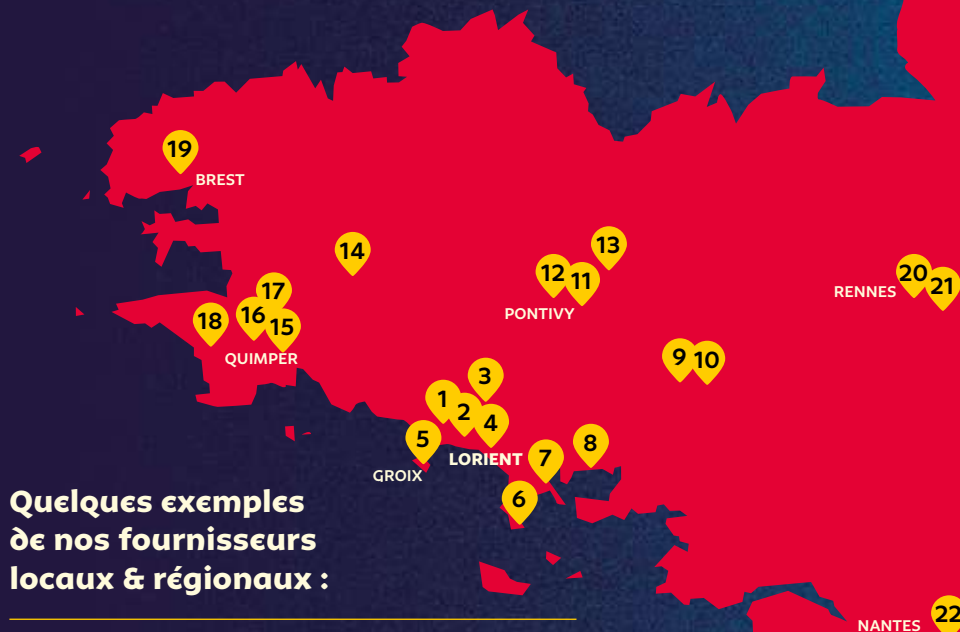 19
BREST
14
13
12
11
17
16
15
18
QUIMPER
PONTIVY
RENNES
20
21
9
10
3
1
2
4
5
LORIENT
GROIX
7
8
6
Quelques exemples
de nos fournisseurs
locaux & régionaux :
NANTES
22